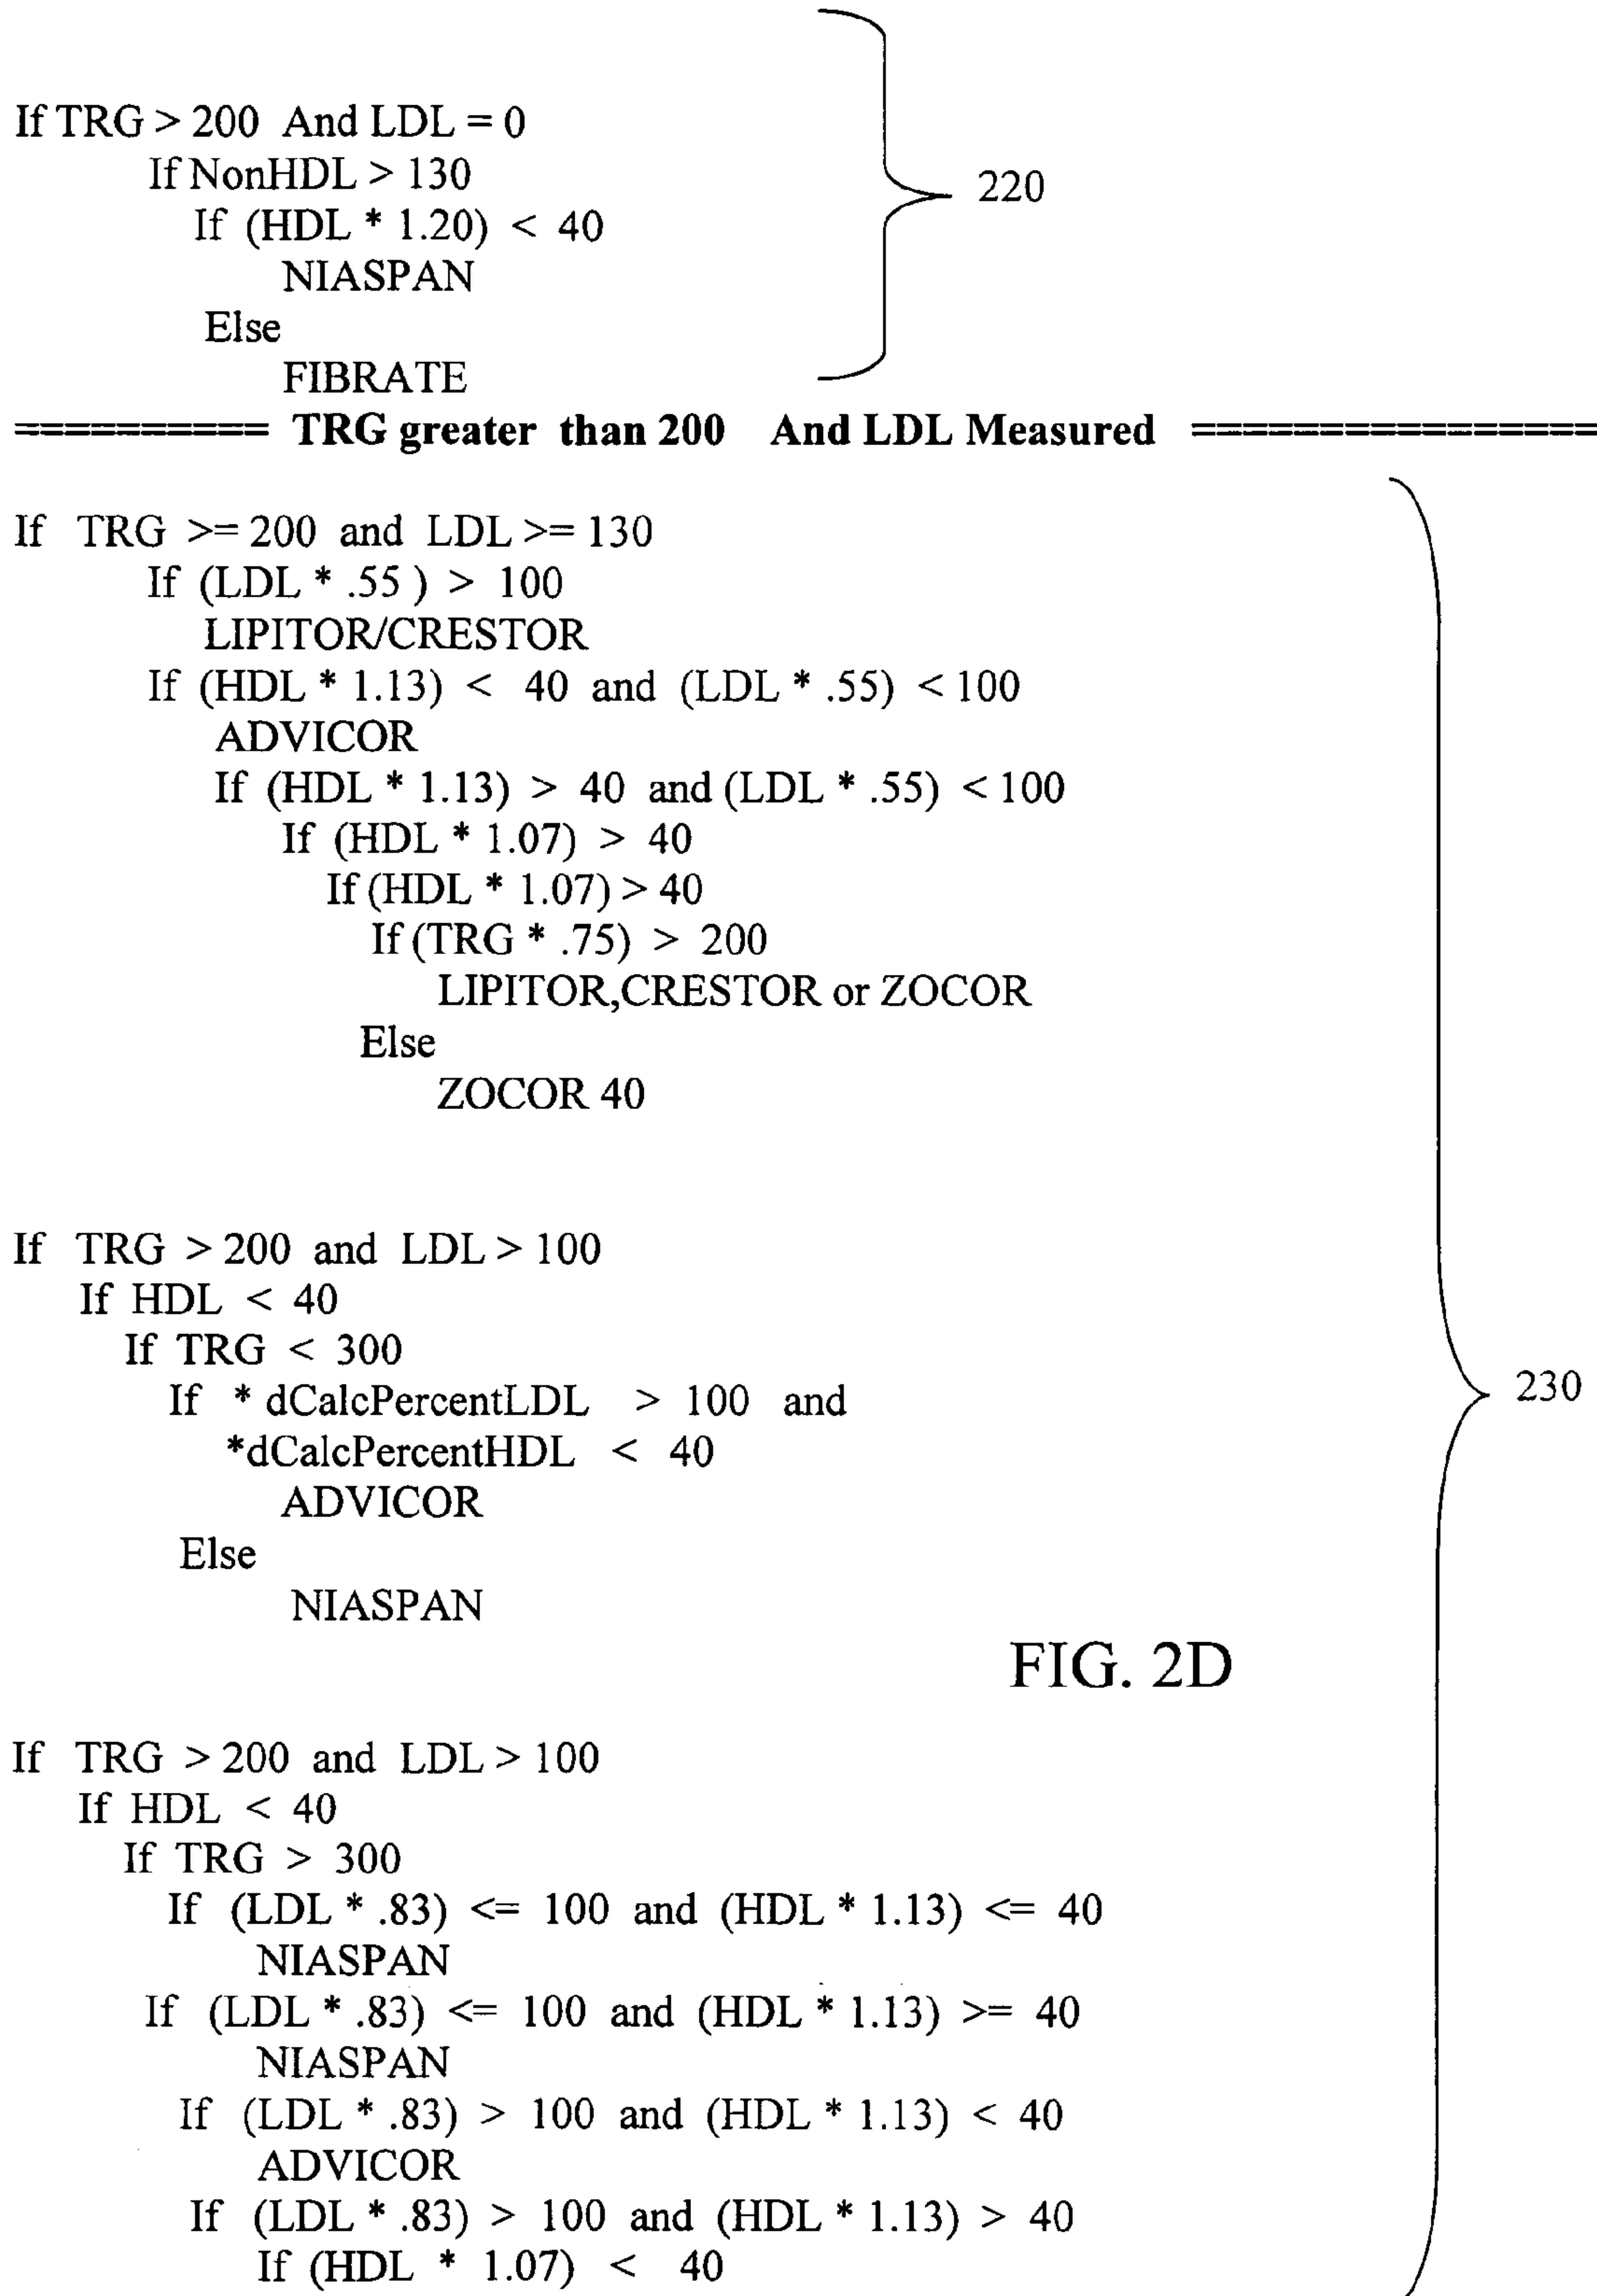 If TRG > 200 And LDL = 0
If NonHDL > 130
220
If (HDL * 1.20) < 40
NIASPAN
Else
FIBRATE
========== TRG greater than 200 And LDL Measured ================
If TRG >= 200 and LDL >= 130
If (LDL * .55 ) > 100
LIPITOR/CRESTOR
If (HDL * 1.13) < 40 and (LDL * .55) < 100
ADVICOR
If (HDL * 1.13) > 40 and (LDL * .55) < 100
If (HDL * 1.07) > 40
If (HDL * 1.07) > 40
If (TRG * .75) > 200
LIPITOR,CRESTOR or ZOCOR
Else
ZOCOR 40
If TRG > 200 and LDL > 100
If HDL < 40
If TRG < 300
If * dCalcPercentLDL > 100 and
230
*dCalcPercentHDL < 40
ADVICOR
Else
NIASPAN
FIG. 2D
If TRG > 200 and LDL > 100
If HDL < 40
If TRG > 300
If (LDL * .83) <= 100 and (HDL * 1.13) <= 40
NIASPAN
If (LDL * .83) <= 100 and (HDL * 1.13) >= 40
NIASPAN
If (LDL * .83) > 100 and (HDL * 1.13) < 40
ADVICOR
If (LDL * .83) > 100 and (HDL * 1.13) > 40
If (HDL * 1.07) < 40